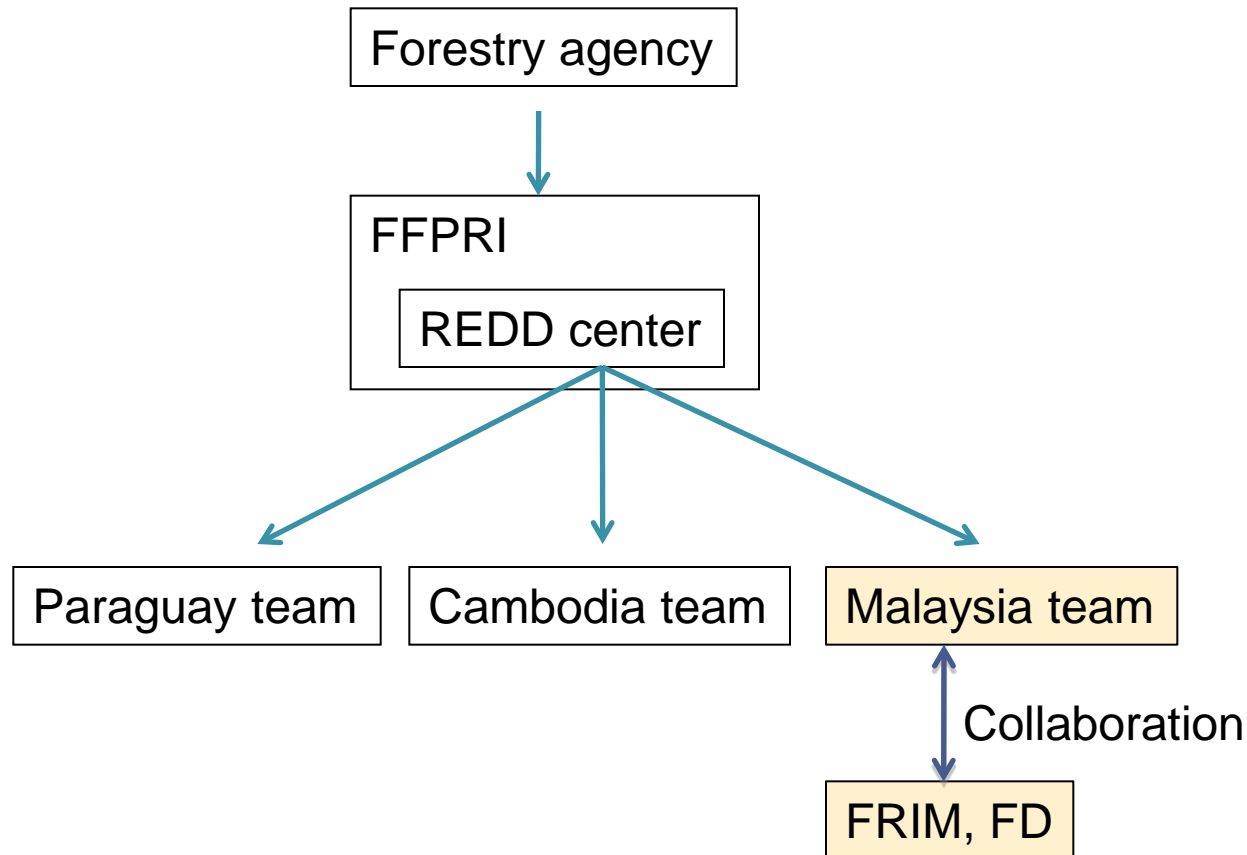 Forestry agency
FFPRI
REDD center
Paraguay team
Cambodia team
Malaysia team
Collaboration
FRIM, FD